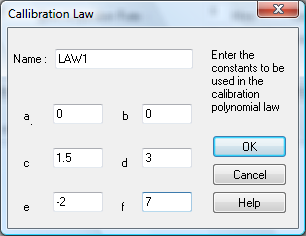 Callibration Law
Name : LAW1
Enter the
constants to be
used in the
calibration
polynomial law
a. 0 b 0
c 1.5 d 3
e -2 f 7
OK
Cancel
Help